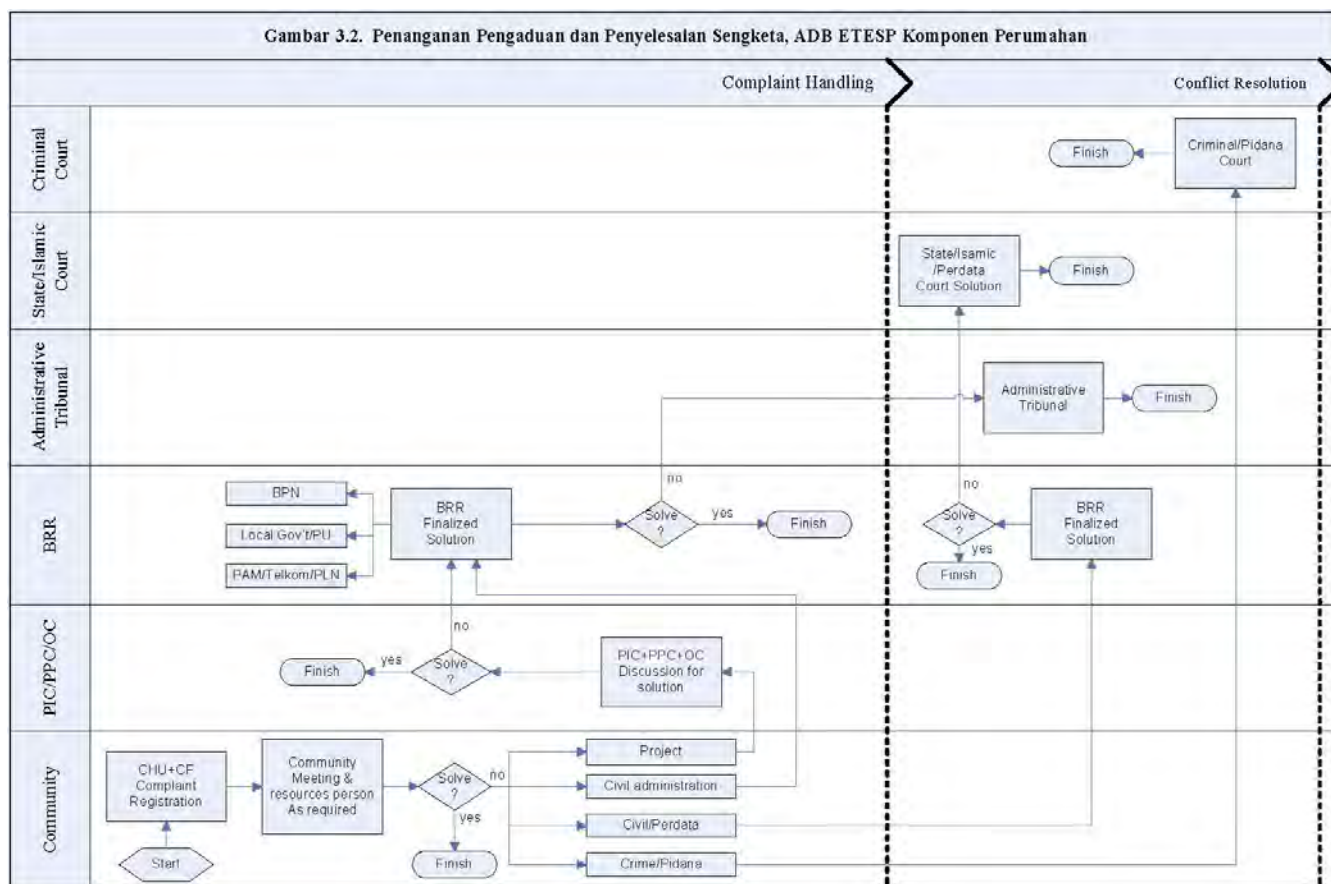 Gambar 3.2. Penanganan Pengaduan dan Penyelesaian Sengketa, ADB ETESP Komponen Perumahan
Complaint Handling
Conflict Resolution
Criminal
Court
Finish
Criminal/Pidana
Court
State/Islamic
Court
State/Isamic
/Perdata
Court Solution
Finish
Administrative
Tribunal
Administrative
Tribunal
Finish
BRR
BPN
Local Gov't/PU
PAM/Telkom/PLN
BRR
Finalized
Solution
no
Solve
?
yes
Finish
no
Solve
?
yes
Finish
BRR
Finalized
Solution
PIC/PPC/OC
Finish
yes
no
Solve
?
PIC+PPC+OC
Discussion for
solution
Community
CHU+CF
Complaint
Registration
Start
Community
Meeting &
resources person
As required
Solve
?
no
yes
Finish
Project
Civil administration
Civil/Perdata
Crime/Pidana